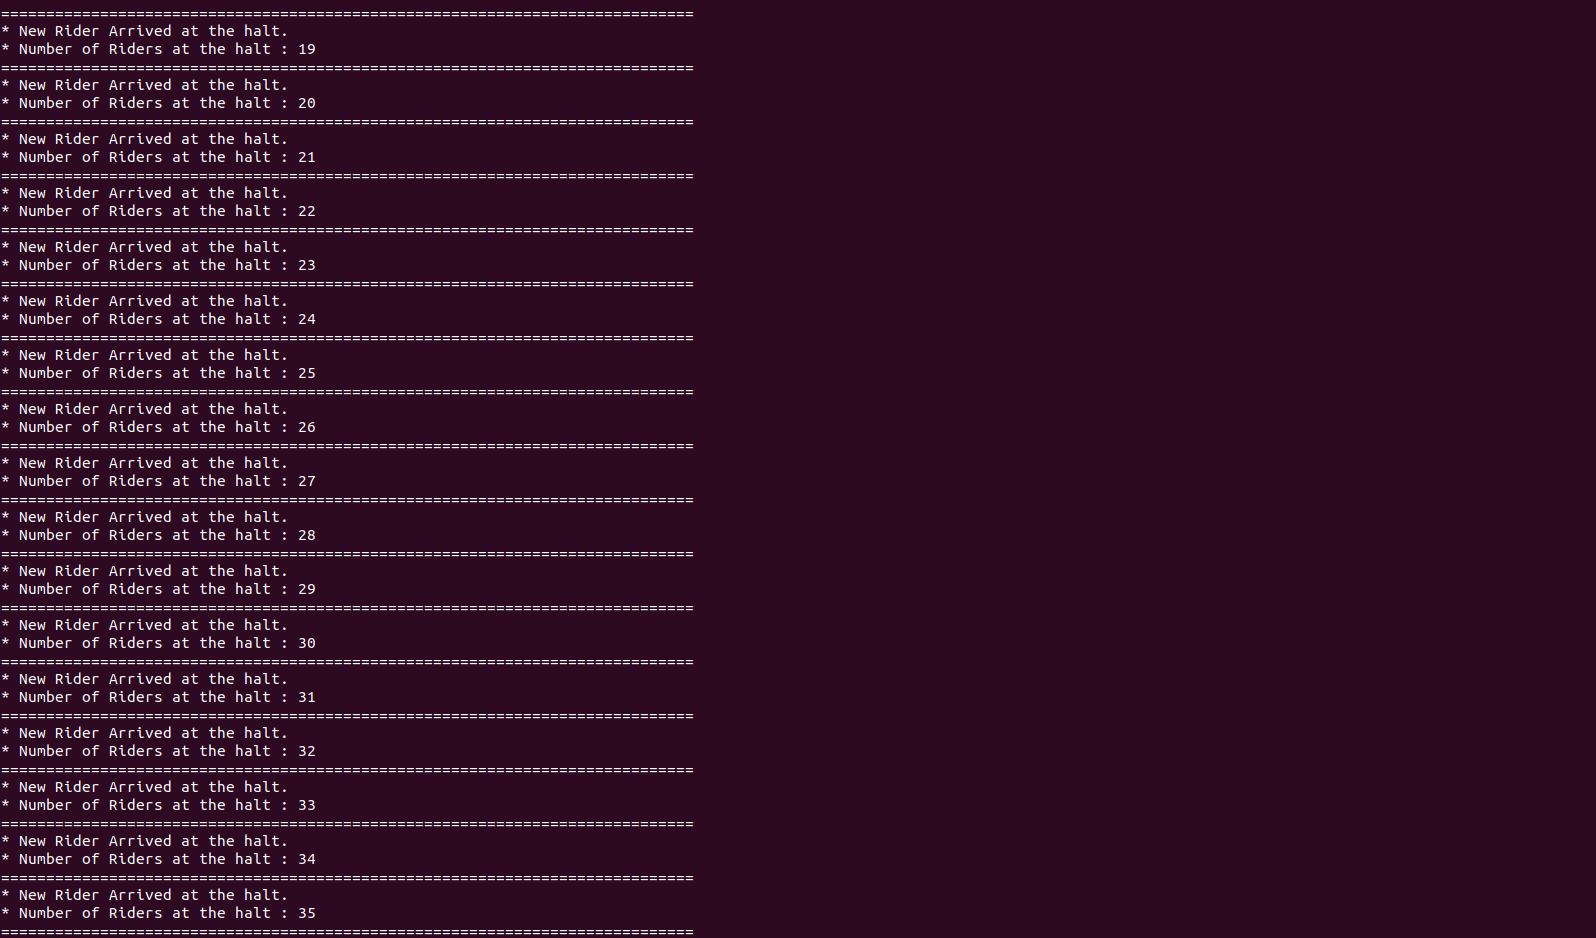 =============================================================================
* New Rider Arrived at the halt.
* Number of Riders at the halt : 19
=============================================================================
* New Rider Arrived at the halt.
* Number of Riders at the halt : 20
=============================================================================
* New Rider Arrived at the halt.
* Number of Riders at the halt : 21
=============================================================================
* New Rider Arrived at the halt.
* Number of Riders at the halt : 22
=============================================================================
* New Rider Arrived at the halt.
* Number of Riders at the halt : 23
=============================================================================
* New Rider Arrived at the halt.
* Number of Riders at the halt : 24
=============================================================================
* New Rider Arrived at the halt.
* Number of Riders at the halt : 25
=============================================================================
* New Rider Arrived at the halt.
* Number of Riders at the halt : 26
=============================================================================
* New Rider Arrived at the halt.
* Number of Riders at the halt : 27
=============================================================================
* New Rider Arrived at the halt.
* Number of Riders at the halt : 28
=============================================================================
* New Rider Arrived at the halt.
* Number of Riders at the halt : 29
=============================================================================
* New Rider Arrived at the halt.
* Number of Riders at the halt : 30
=============================================================================
* New Rider Arrived at the halt.
* Number of Riders at the halt : 31
=============================================================================
* New Rider Arrived at the halt.
* Number of Riders at the halt : 32
=============================================================================
* New Rider Arrived at the halt.
* Number of Riders at the halt : 33
=============================================================================
* New Rider Arrived at the halt.
* Number of Riders at the halt : 34
=============================================================================
* New Rider Arrived at the halt.
* Number of Riders at the halt : 35
=============================================================================